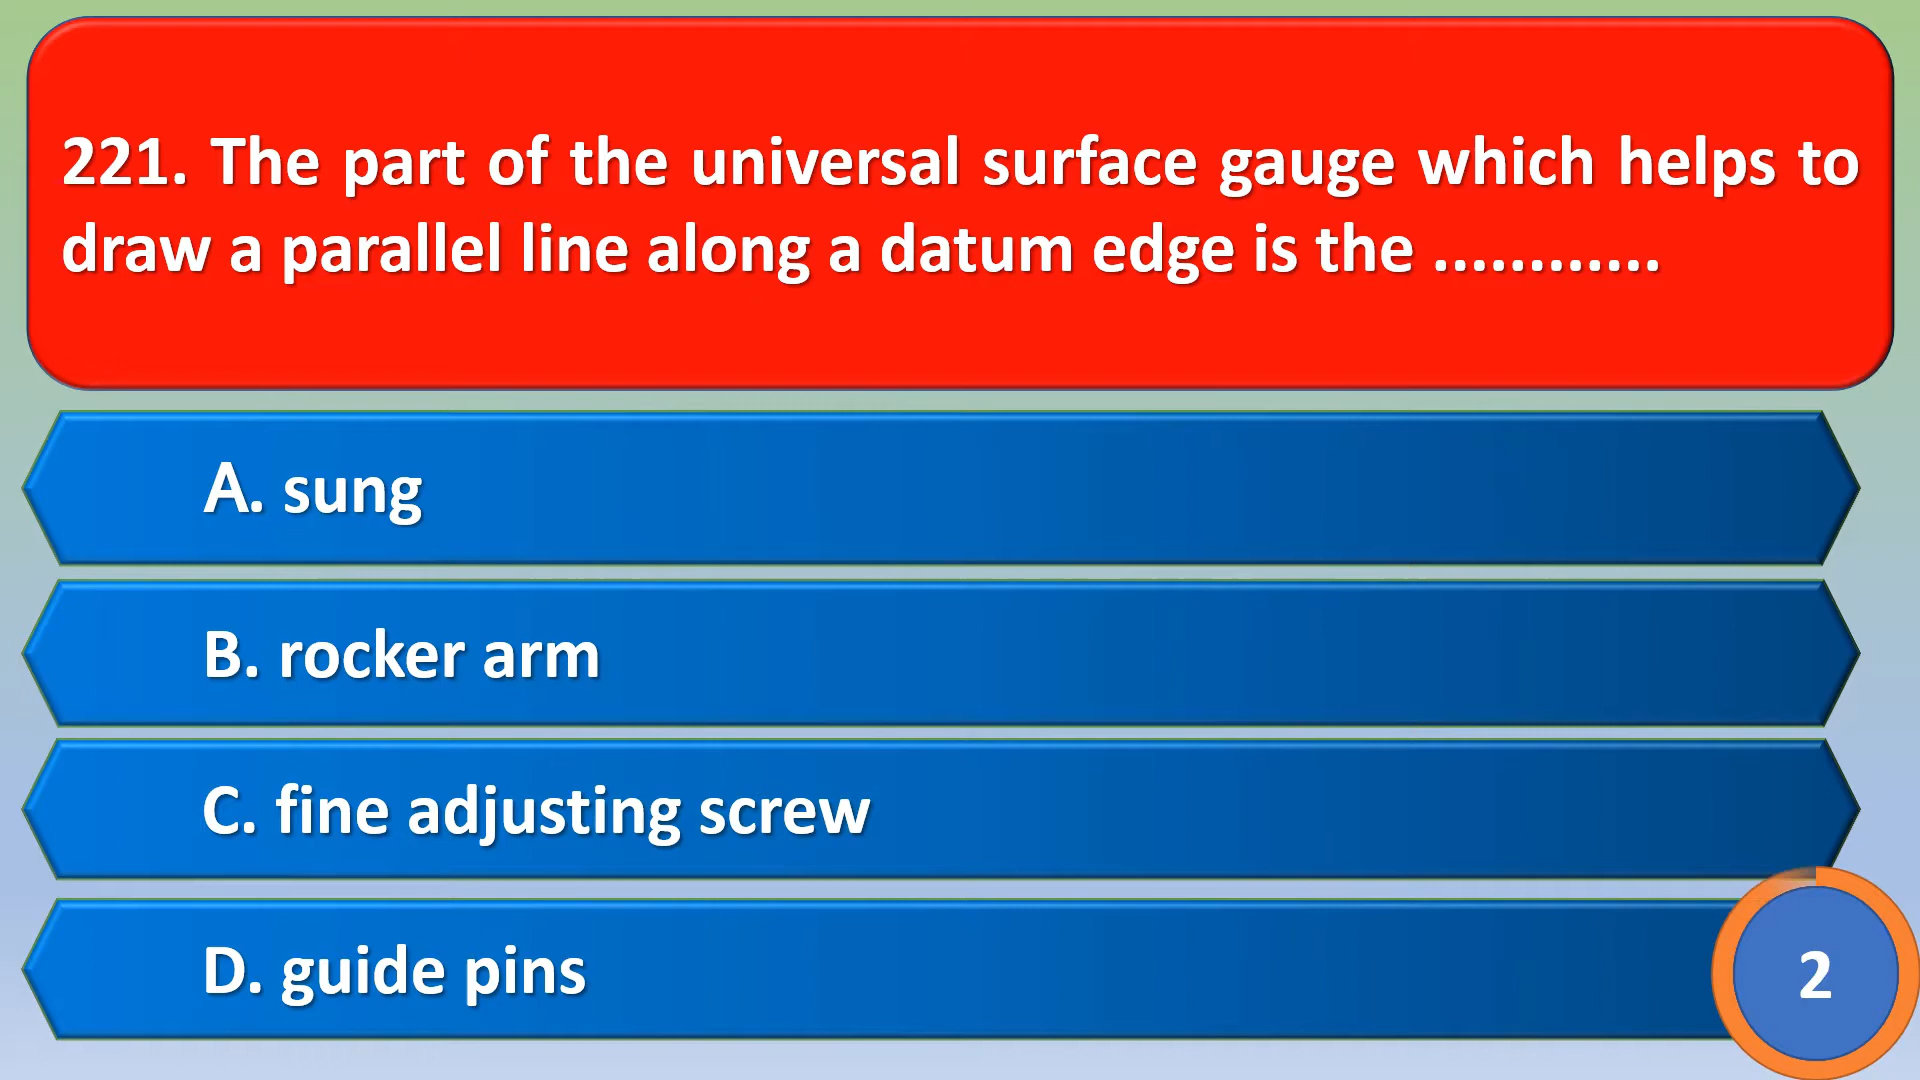 221. The part of the universal surface gauge which helps to
draw a parallel line along a datum edge is the ............
A. sung
B. rocker arm
C. fine adjusting screw
D. guide pins
2